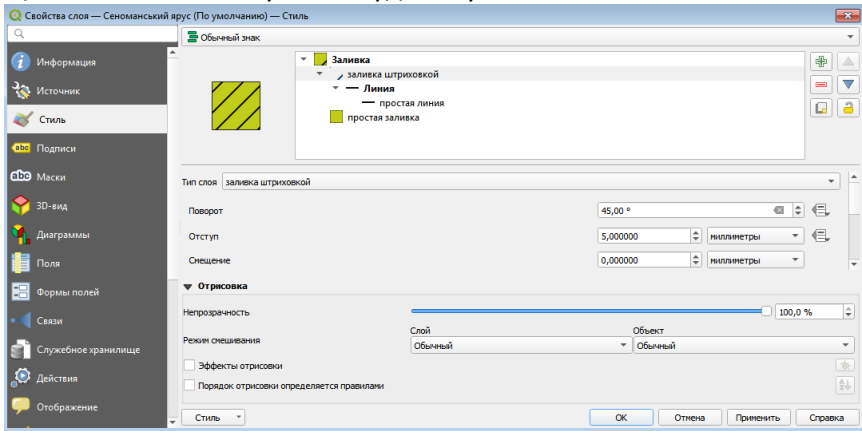 Свойства слоя — Сеноманський ярус (По умолчанию) — Стиль
Обычный знак
Информация
Источник
Стиль
abc Подписи
abc Маски
3D-вид
Диаграммы
Поля
Формы полей
Связи
Служебное хранилище
Действия
Отображение
Заливка
заливка штриховкой
Линия
простая линия
простая заливка
Тип слоя заливка штриховкой
Поворот 45,00 °
Отступ 5,000000 миллиметры
Смещение 0,000000 миллиметры
Отрисовка
Непрозрачность 100,0 %
Слой Объект
Режим смешивания Обычный Обычный
Эффекты отрисовки
Порядок отрисовки определяется правилами
Стиль OK Отмена Применить Справка